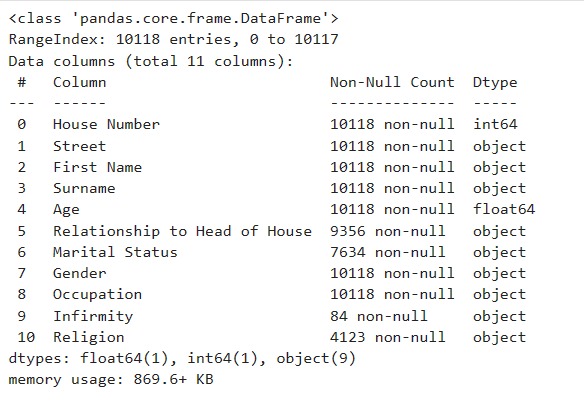 <class 'pandas.core.frame.DataFrame'>
RangeIndex: 10118 entries, 0 to 10117
Data columns (total 11 columns):
 #   Column                        Non-Null Count  Dtype
---  ------                        --------------  -----
 0   House Number                  10118 non-null  int64
 1   Street                        10118 non-null  object
 2   First Name                    10118 non-null  object
 3   Surname                       10118 non-null  object
 4   Age                           10118 non-null  float64
 5   Relationship to Head of House  9356 non-null   object
 6   Marital Status                7634 non-null   object
 7   Gender                        10118 non-null  object
 8   Occupation                    10118 non-null  object
 9   Infirmity                     84 non-null     object
 10  Religion                      4123 non-null   object
dtypes: float64(1), int64(1), object(9)
memory usage: 869.6+ KB